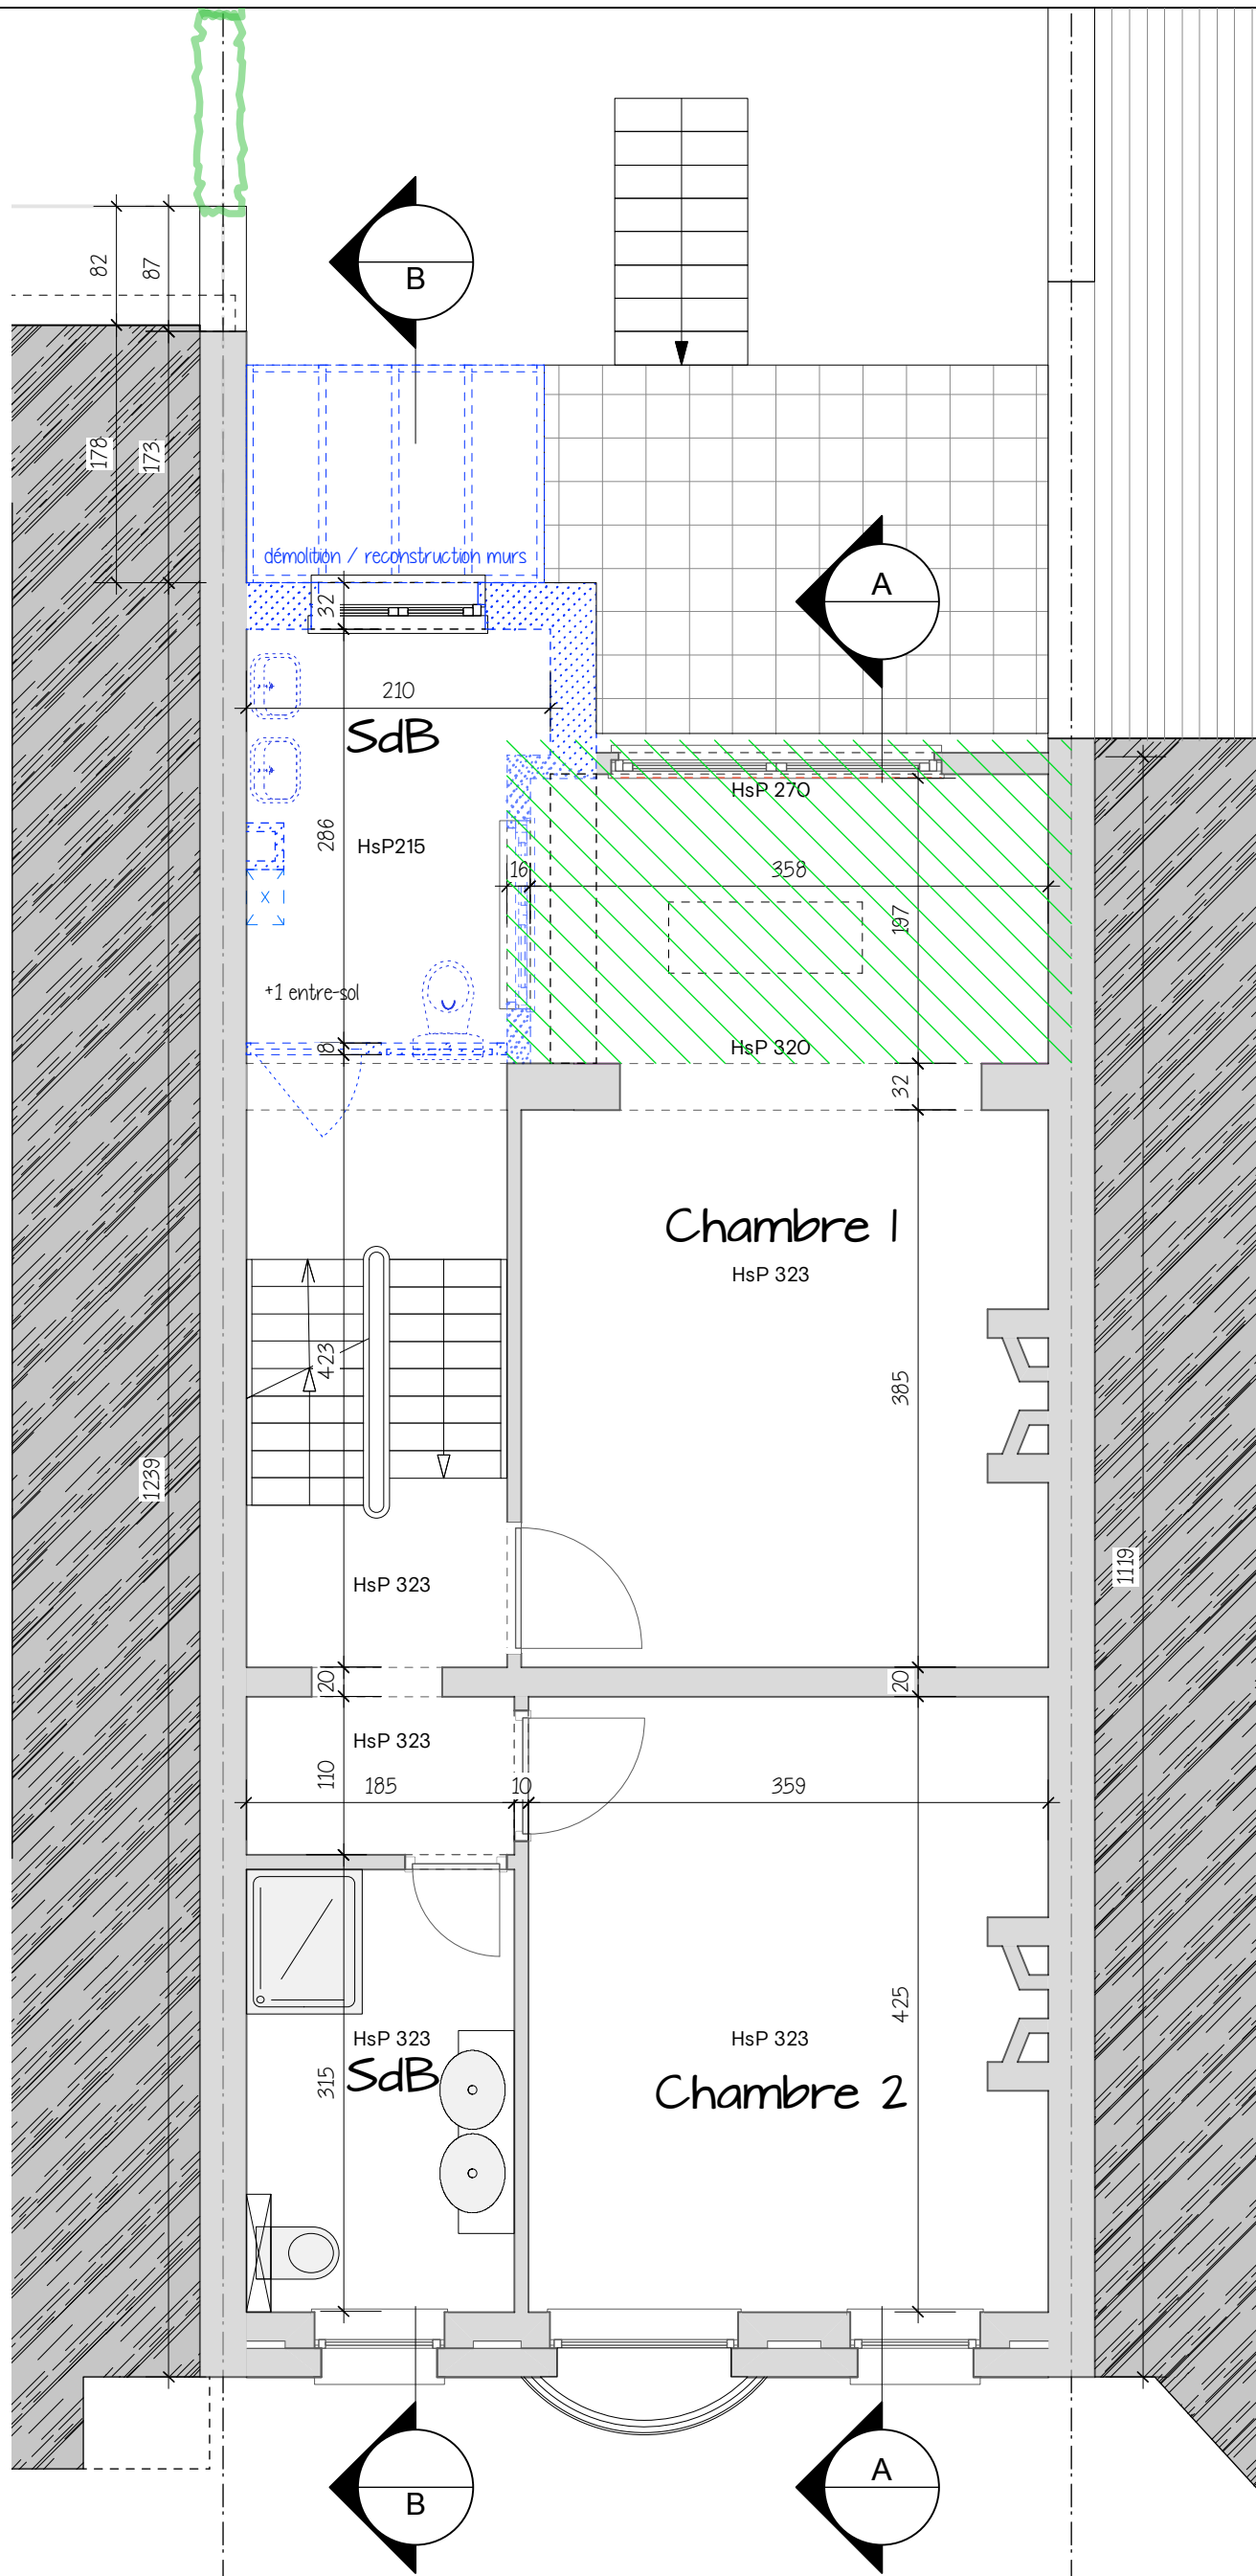 82
87
B
178
173
démolition / reconstruction murs
32
A
210
SdB
HsP 270
286
HsP215
16
358
197
+1 entre-sol
8
HsP 320
32
Chambre 1
HsP 323
423
385
1239
1119
HsP 323
20
20
HsP 323
110
185
10
359
425
HsP 323
HsP 323
SdB
315
Chambre 2
B
A